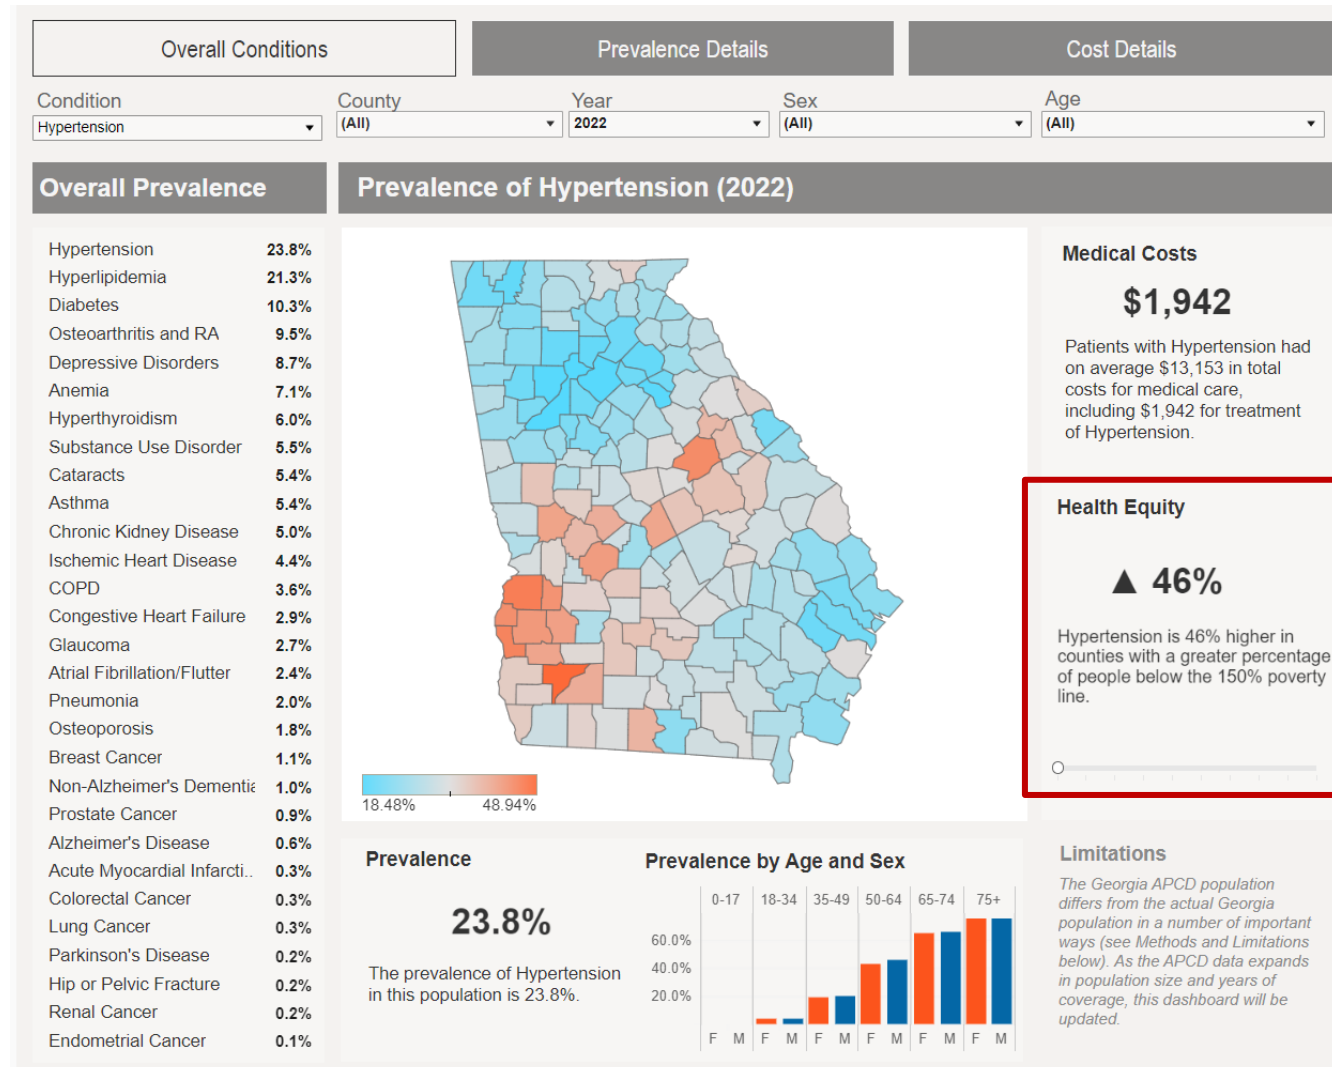 Overall Conditions
Prevalence Details
Cost Details
Condition
County
Year
Sex
Age
Hypertension
(All)
2022
(All)
(All)
Overall Prevalence
Prevalence of Hypertension (2022)
Hypertension 23.8%
Hyperlipidemia 21.3%
Diabetes 10.3%
Osteoarthritis and RA 9.5%
Depressive Disorders 8.7%
Anemia 7.1%
Hyperthyroidism 6.0%
Substance Use Disorder 5.5%
Cataracts 5.4%
Asthma 5.4%
Chronic Kidney Disease 5.0%
Ischemic Heart Disease 4.4%
COPD 3.6%
Congestive Heart Failure 2.9%
Glaucoma 2.7%
Atrial Fibrillation/Flutter 2.4%
Pneumonia 2.0%
Osteoporosis 1.8%
Breast Cancer 1.1%
Non-Alzheimer's Dementia 1.0%
Prostate Cancer 0.9%
Alzheimer's Disease 0.6%
Acute Myocardial Infarcti.. 0.3%
Colorectal Cancer 0.3%
Lung Cancer 0.3%
Parkinson's Disease 0.2%
Hip or Pelvic Fracture 0.2%
Renal Cancer 0.2%
Endometrial Cancer 0.1%
18.48% 48.94%
Medical Costs
$1,942
Patients with Hypertension had
on average $13,153 in total
costs for medical care,
including $1,942 for treatment
of Hypertension.
Health Equity
▲ 46%
Hypertension is 46% higher in
counties with a greater percentage
of people below the 150% poverty
line.
Prevalence
23.8%
The prevalence of Hypertension
in this population is 23.8%.
Prevalence by Age and Sex
0-17 18-34 35-49 50-64 65-74 75+
60.0%
40.0%
20.0%
F M F M F M F M F M F M
Limitations
The Georgia APCD population
differs from the actual Georgia
population in a number of important
ways (see Methods and Limitations
below). As the APCD data expands
in population size and years of
coverage, this dashboard will be
updated.